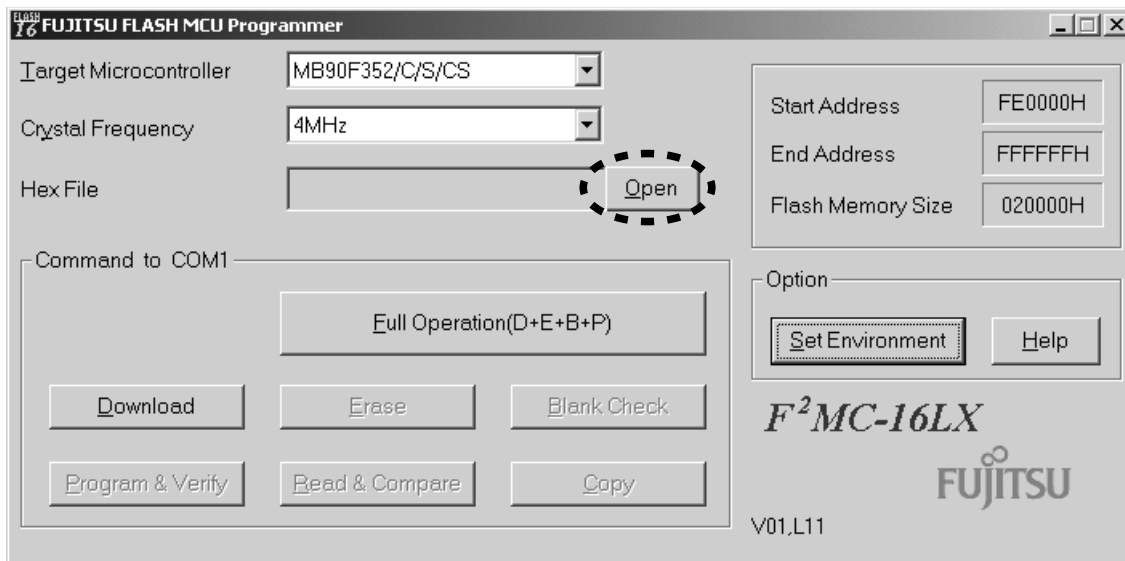 FLASH
16 FUJITSU FLASH MCU Programmer
Target Microcontroller MB90F352/C/S/CS
Crystal Frequency 4MHz
Hex File Open
Start Address FE0000H
End Address FFFFFFH
Flash Memory Size 020000H
Command to COM1
Full Operation(D+E+B+P)
Download Erase Blank Check
Program & Verify Read & Compare Copy
Option
Set Environment Help
F²MC-16LX
FUJITSU
V01,L11